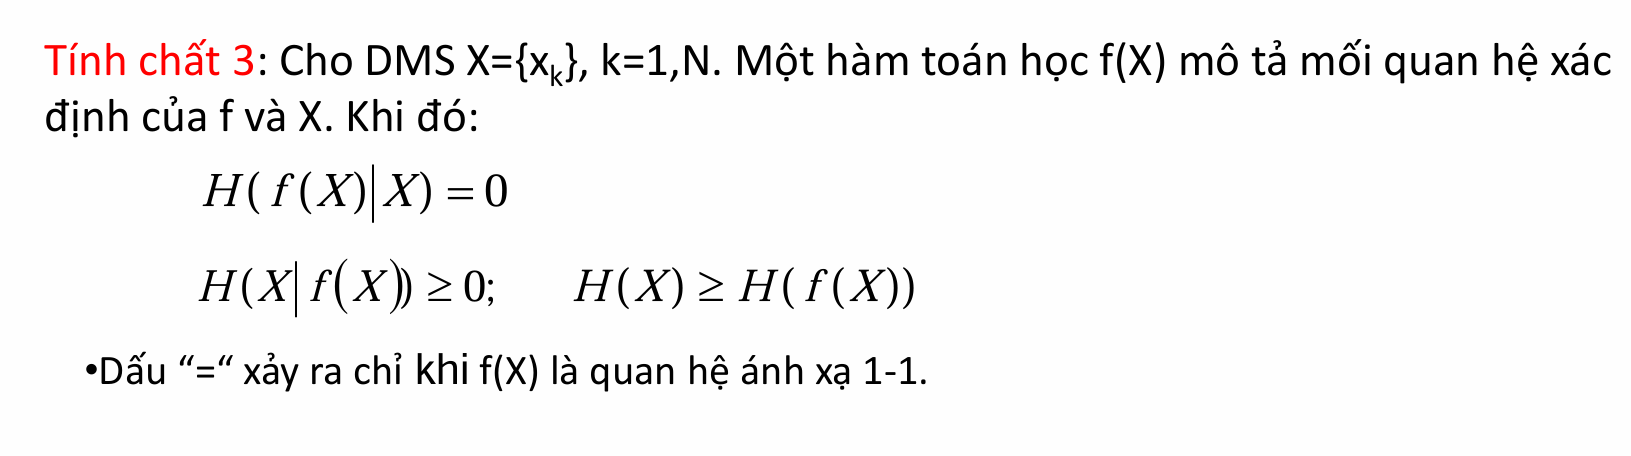 Tính chất 3: Cho DMS X={xₖ}, k=1,N. Một hàm toán học f(X) mô tả mối quan hệ xác
định của f và X. Khi đó:
H(f(X)|X) = 0
H(X|f(X)) ≥ 0; H(X) ≥ H(f(X))
•Dấu “=“ xảy ra chỉ khi f(X) là quan hệ ánh xạ 1-1.